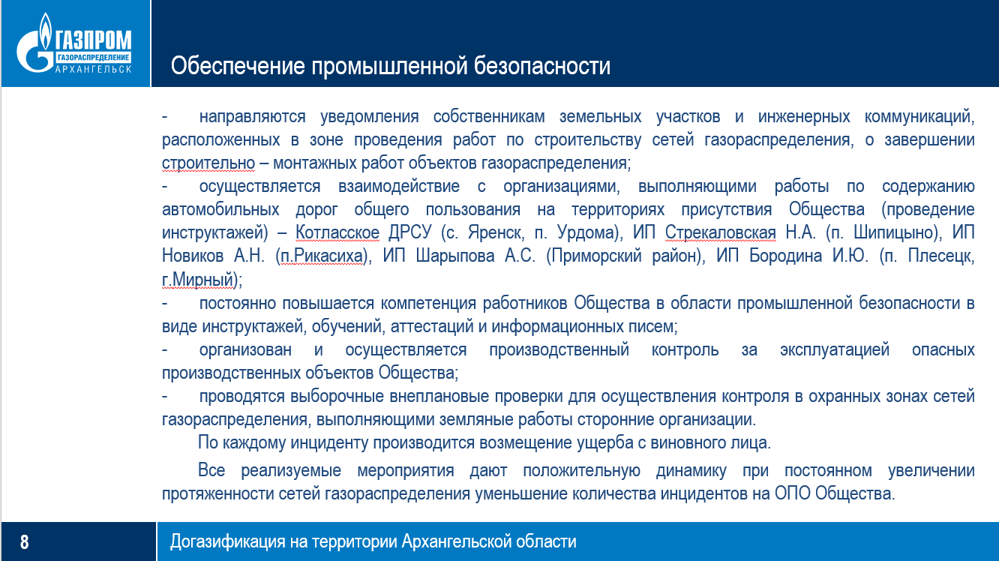 ГАЗПРОМ
ГАЗОРАСПРЕДЕЛЕНИЕ
АРХАНГЕЛЬСК
Обеспечение промышленной безопасности
- направляются уведомления собственникам земельных участков и инженерных коммуникаций,
расположенных в зоне проведения работ по строительству сетей газораспределения, о завершении
строительно – монтажных работ объектов газораспределения;
- осуществляется взаимодействие с организациями, выполняющими работы по содержанию
автомобильных дорог общего пользования на территориях присутствия Общества (проведение
инструктажей) – Котласское ДРСУ (с. Яренск, п. Урдома), ИП Стрекаловская Н.А. (п. Шипицыно), ИП
Новиков А.Н. (п.Рикасиха), ИП Шарыпова А.С. (Приморский район), ИП Бородина И.Ю. (п. Плесецк,
г.Мирный);
- постоянно повышается компетенция работников Общества в области промышленной безопасности в
виде инструктажей, обучений, аттестаций и информационных писем;
- организован и осуществляется производственный контроль за эксплуатацией опасных
производственных объектов Общества;
- проводятся выборочные внеплановые проверки для осуществления контроля в охранных зонах сетей
газораспределения, выполняющими земляные работы сторонние организации.
По каждому инциденту производится возмещение ущерба с виновного лица.
Все реализуемые мероприятия дают положительную динамику при постоянном увеличении
протяженности сетей газораспределения уменьшение количества инцидентов на ОПО Общества.
8
Догазификация на территории Архангельской области